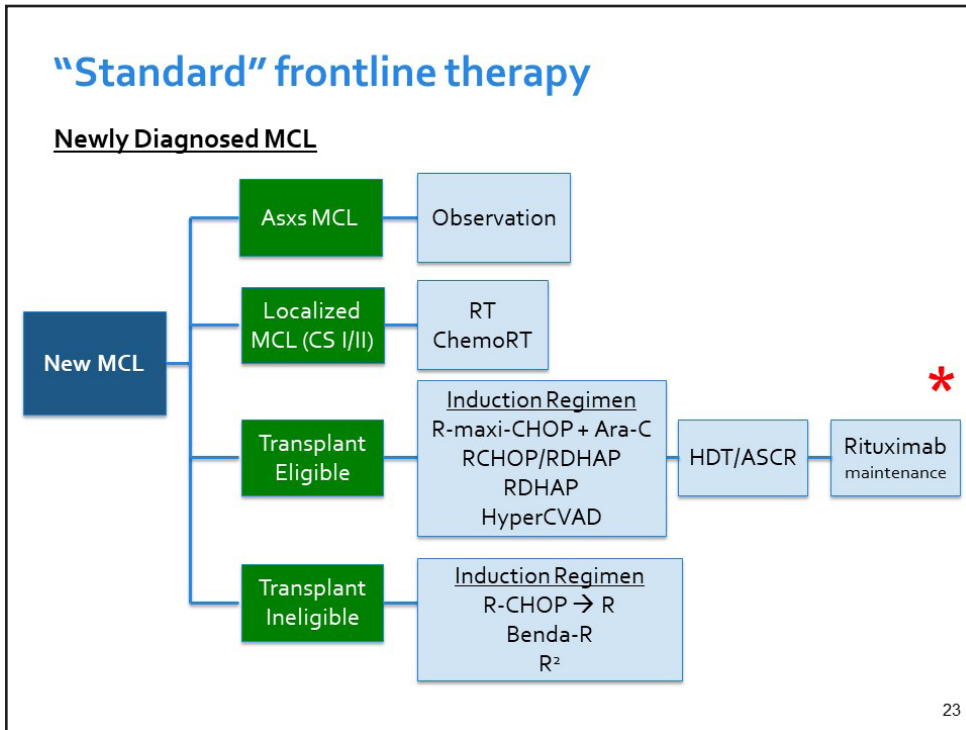 “Standard” frontline therapy
Newly Diagnosed MCL
New MCL
Asxs MCL
Observation
Localized
MCL (CS I/II)
RT
ChemoRT
Transplant
Eligible
Induction Regimen
R-maxi-CHOP + Ara-C
RCHOP/RDHAP
RDHAP
HyperCVAD
HDT/ASCR
*
Rituximab
maintenance
Transplant
Ineligible
Induction Regimen
R-CHOP → R
Benda-R
R²
23